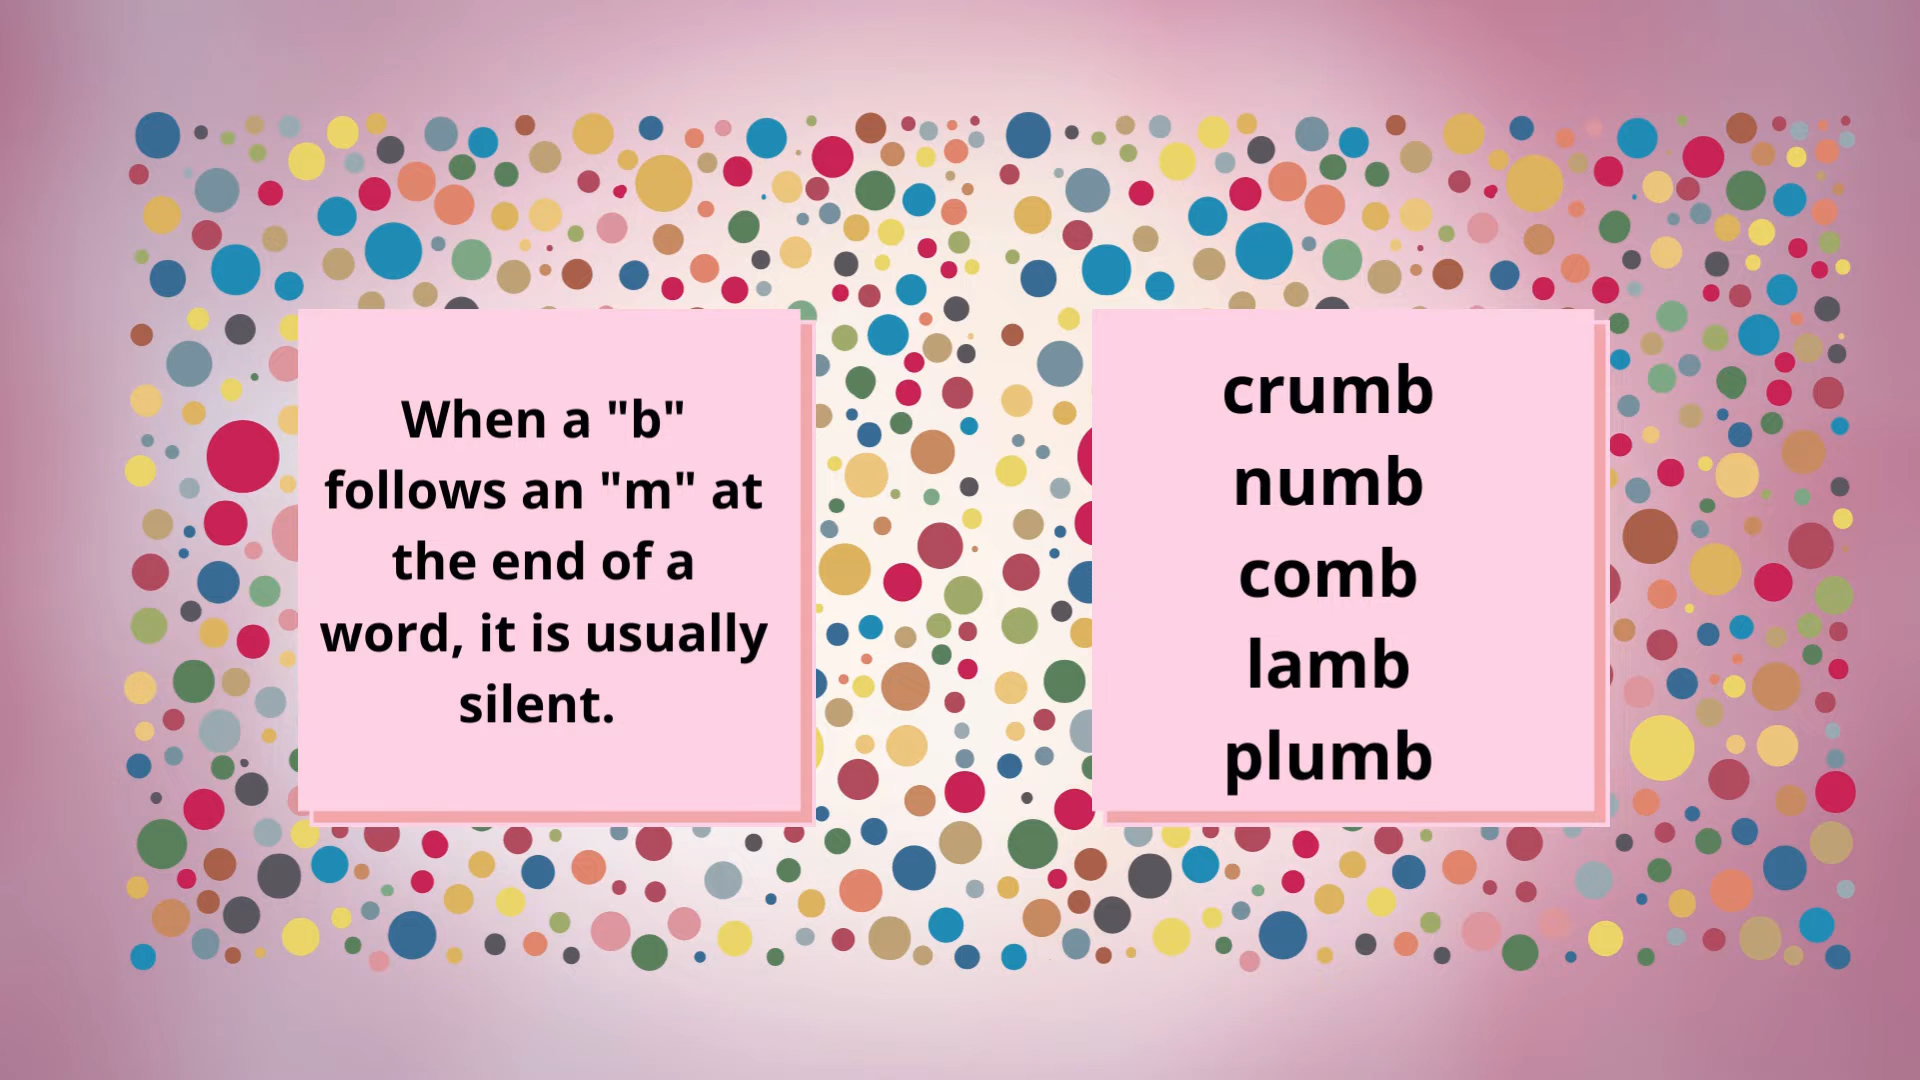 When a "b"
follows an "m" at
the end of a
word, it is usually
silent.
crumb
numb
comb
lamb
plumb